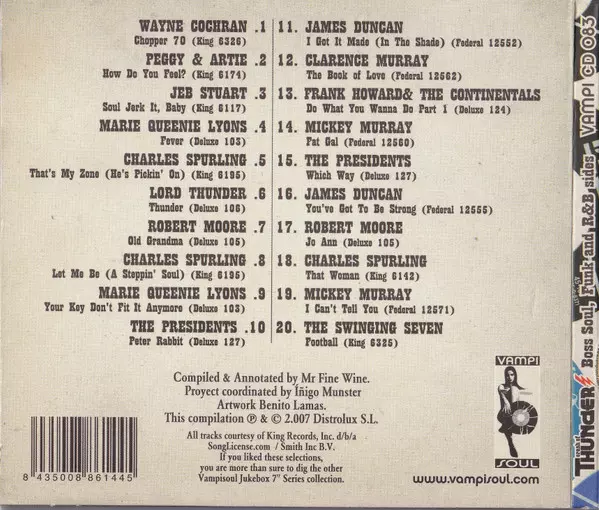 WAYNE COCHRAN .1
Chopper 70 (King 6326)
PEGGY & ARTIE .2
How Do You Feel? (King 6174)
JEB STUART .3
Soul Jerk It, Baby (King 6117)
MARIE QUEENIE LYONS .4
Fever (Deluxe 103)
CHARLES SPURLING .5
That's My Zone (He's Pickin' On) (King 6195)
LORD THUNDER .6
Thunder (Deluxe 106)
ROBERT MOORE .7
Old Grandma (Deluxe 105)
CHARLES SPURLING .8
Let Me Be (A Steppin' Soul) (King 6195)
MARIE QUEENIE LYONS .9
Your Key Don't Fit It Anymore (Deluxe 103)
THE PRESIDENTS .10
Peter Rabbit (Deluxe 127)
11. JAMES DUNCAN
I Got It Made (In The Shade) (Federal 12552)
12. CLARENCE MURRAY
The Book of Love (Federal 12562)
13. FRANK HOWARD& THE CONTINENTALS
Do What You Wanna Do Part 1 (Deluxe 124)
14. MICKEY MURRAY
Fat Gal (Federal 12560)
15. THE PRESIDENTS
Which Way (Deluxe 127)
16. JAMES DUNCAN
You've Got To Be Strong (Federal 12555)
17. ROBERT MOORE
Jo Ann (Deluxe 105)
18. CHARLES SPURLING
That Woman (King 6142)
19. MICKEY MURRAY
I Can't Tell You (Federal 12571)
20. THE SWINGING SEVEN
Football (King 6325)
Compiled & Annotated by Mr Fine Wine.
Proyect coordinated by Íñigo Munster
Artwork Benito Lamas.
This compilation ℗ & © 2.007 Distrolux S.L.
All tracks courtesy of King Records, Inc. d/b/a
SongLicense.com / Smith Inc B.V.
If you liked these selections,
you are more than sure to dig the other
Vampisoul Jukebox 7" Series collection.
8 435008 861445
VAMPI
SOUL
www.vampisoul.com
THUNDER
Boss Soul, Funk and R&B sides
VAMPI CD 083